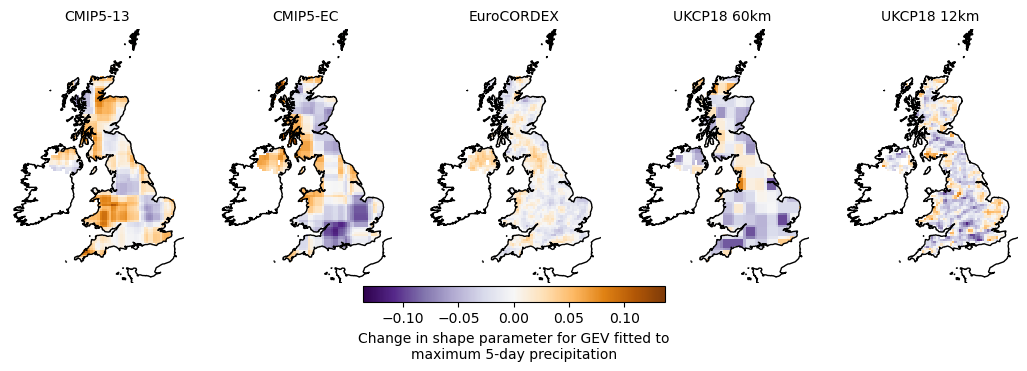 CMIP5-13
CMIP5-EC
EuroCORDEX
UKCP18 60km
UKCP18 12km
−0.10
−0.05
0.00
0.05
0.10
Change in shape parameter for GEV fitted to
maximum 5-day precipitation